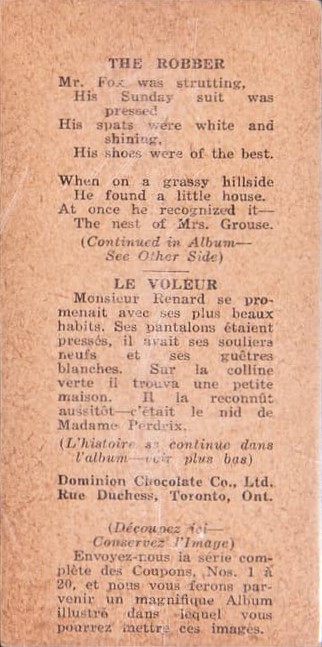 THE ROBBER
Mr. Fox was strutting,
His Sunday suit was
pressed
His spats were white and
shining,
His shoes were of the best.
When on a grassy hillside
He found a little house.
At once he recognized it—
The nest of Mrs. Grouse.
(Continued in Album—
See Other Side)
LE VOLEUR
Monsieur Renard se pro-
menait avec ses plus beaux
habits. Ses pantalons étaient
pressés, il avait ses souliers
neufs et ses guêtres
blanches. Sur la colline
verte il trouva une petite
maison. Il la reconnût
aussitôt—c'était le nid de
Madame Perdrix.
(L'histoire se continue dans
l'album—voir plus bas)
Dominion Chocolate Co., Ltd.
Rue Duchess, Toronto, Ont.
(Découpez ici—
Conservez l'Image)
Envoyez-nous la série com-
plète des Coupons, Nos. 1 à
20, et nous vous ferons par-
venir un magnifique Album
illustré dans lequel vous
pourrez mettre ces images.